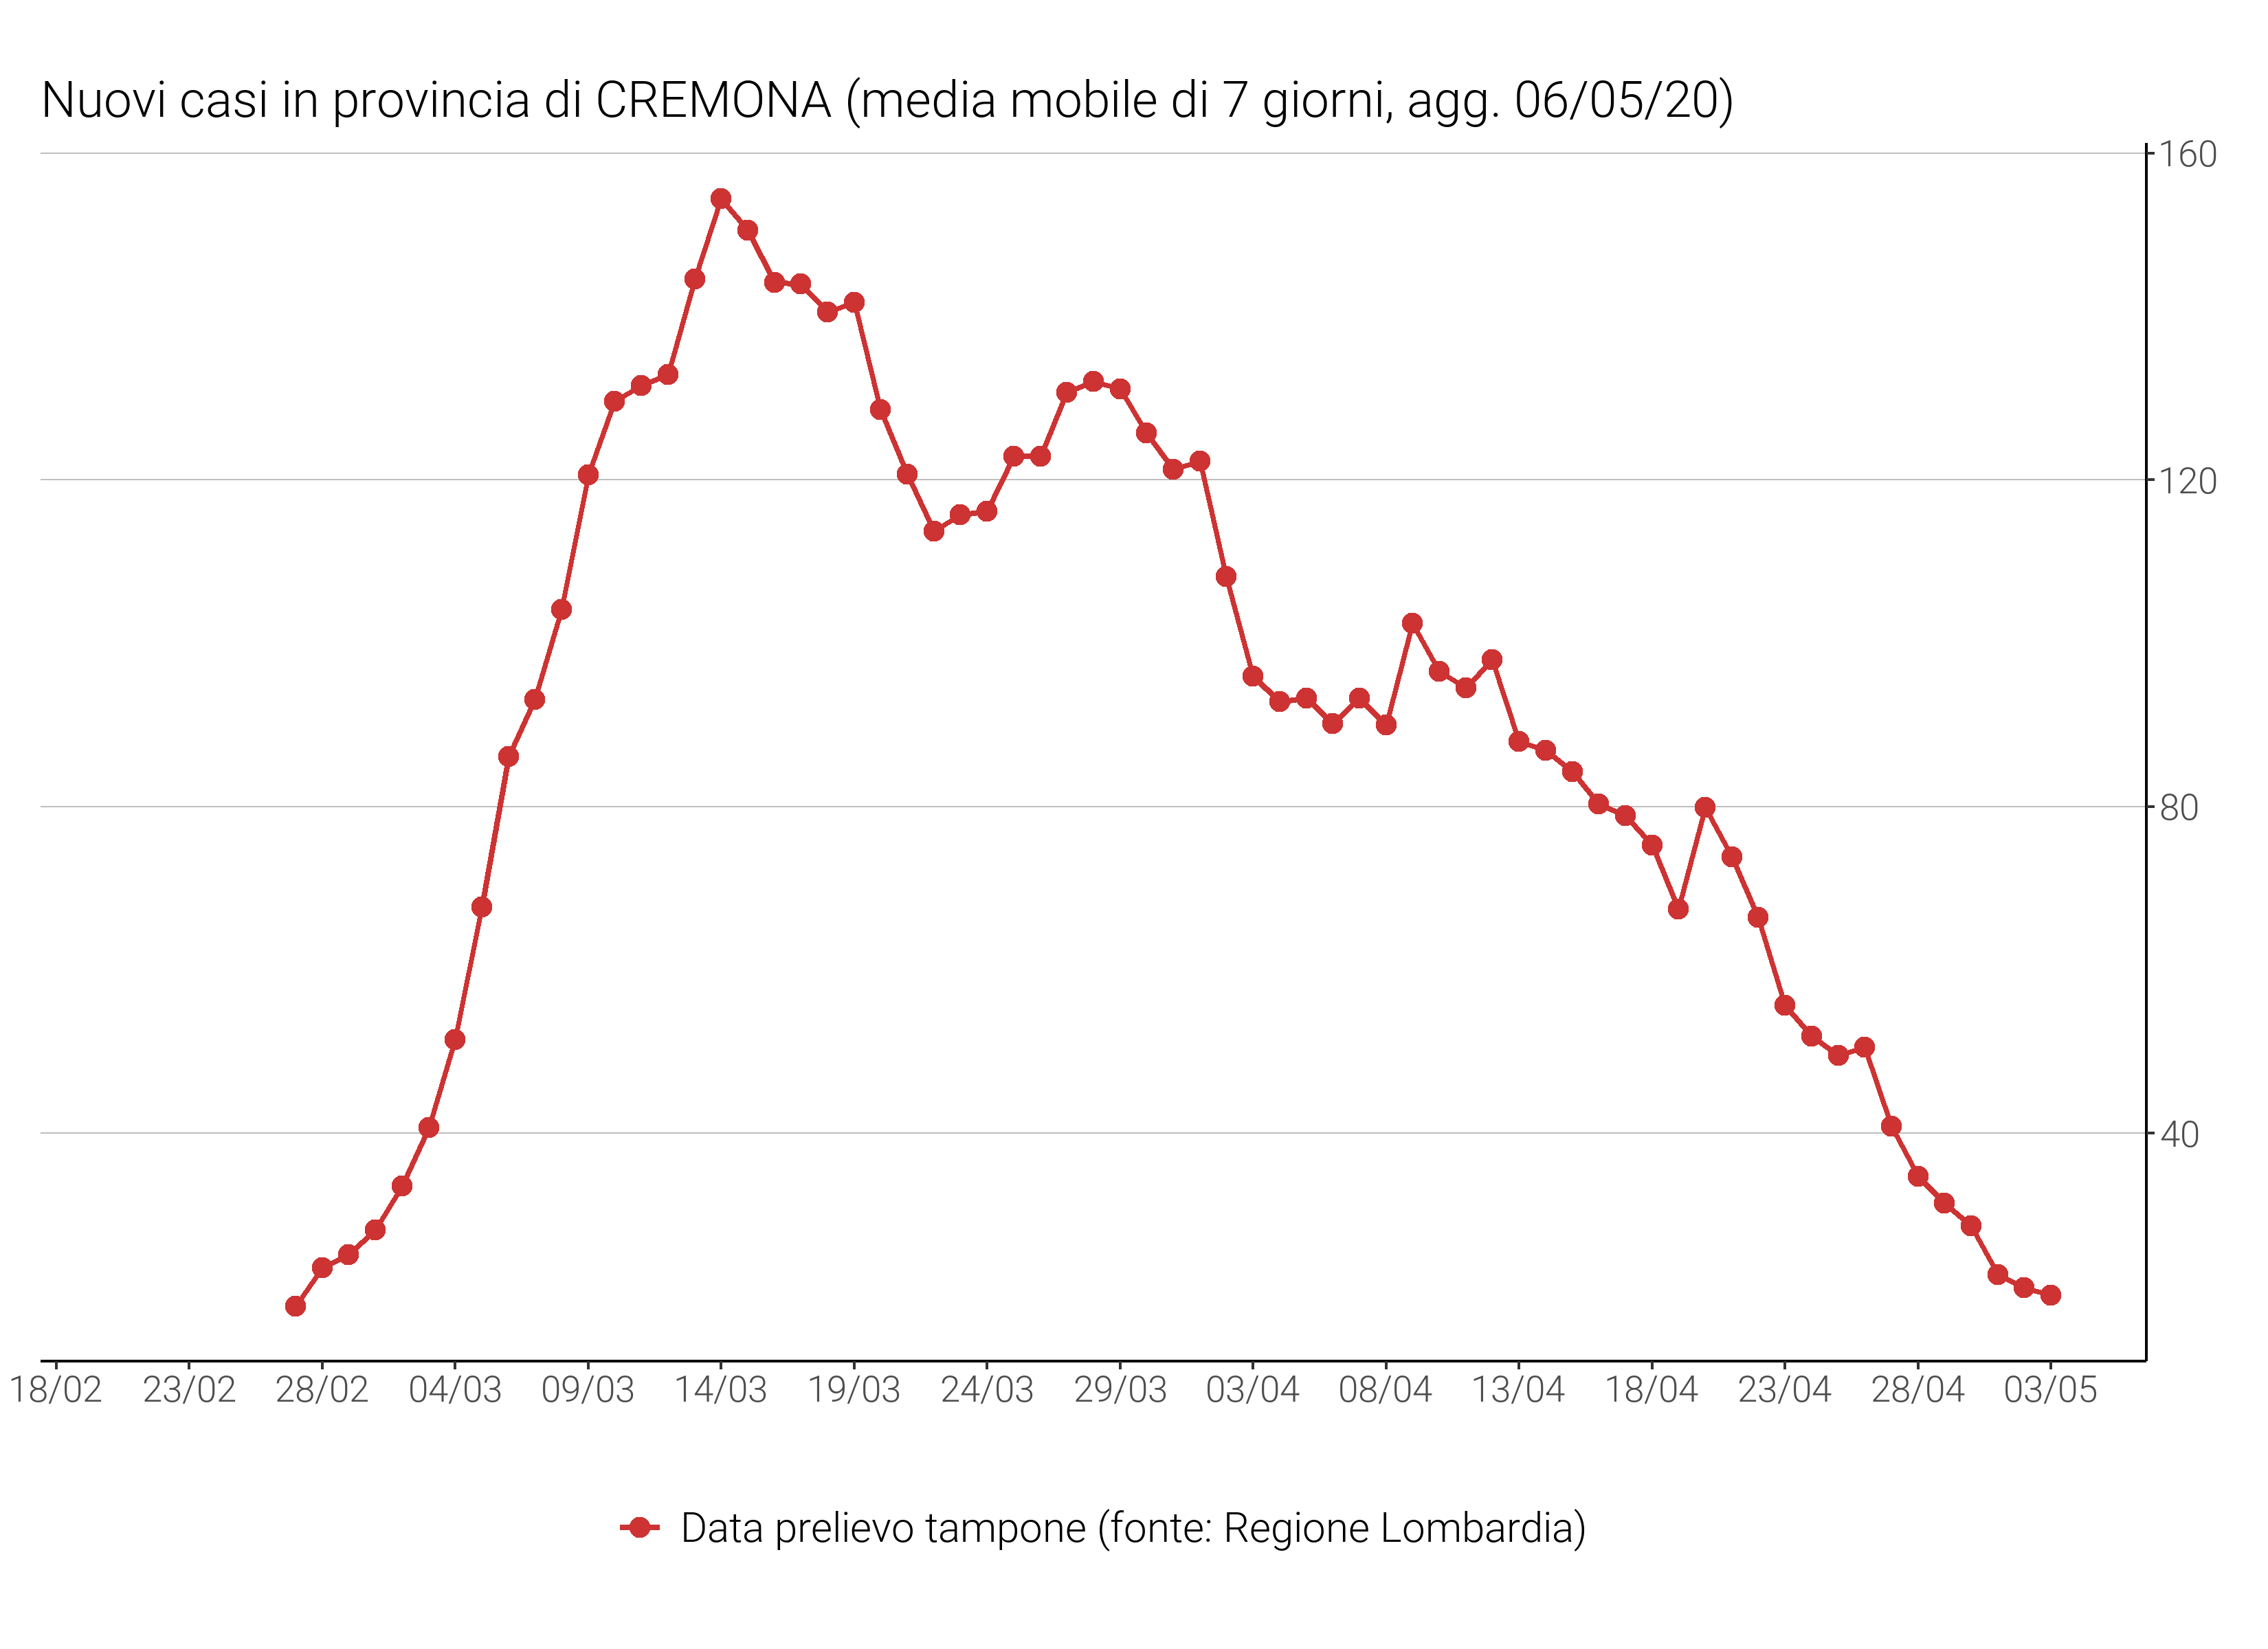 Nuovi casi in provincia di CREMONA (media mobile di 7 giorni, agg. 06/05/20)
160
120
80
40
18/02 23/02 28/02 04/03 09/03 14/03 19/03 24/03 29/03 03/04 08/04 13/04 18/04 23/04 28/04 03/05
Data prelievo tampone (fonte: Regione Lombardia)